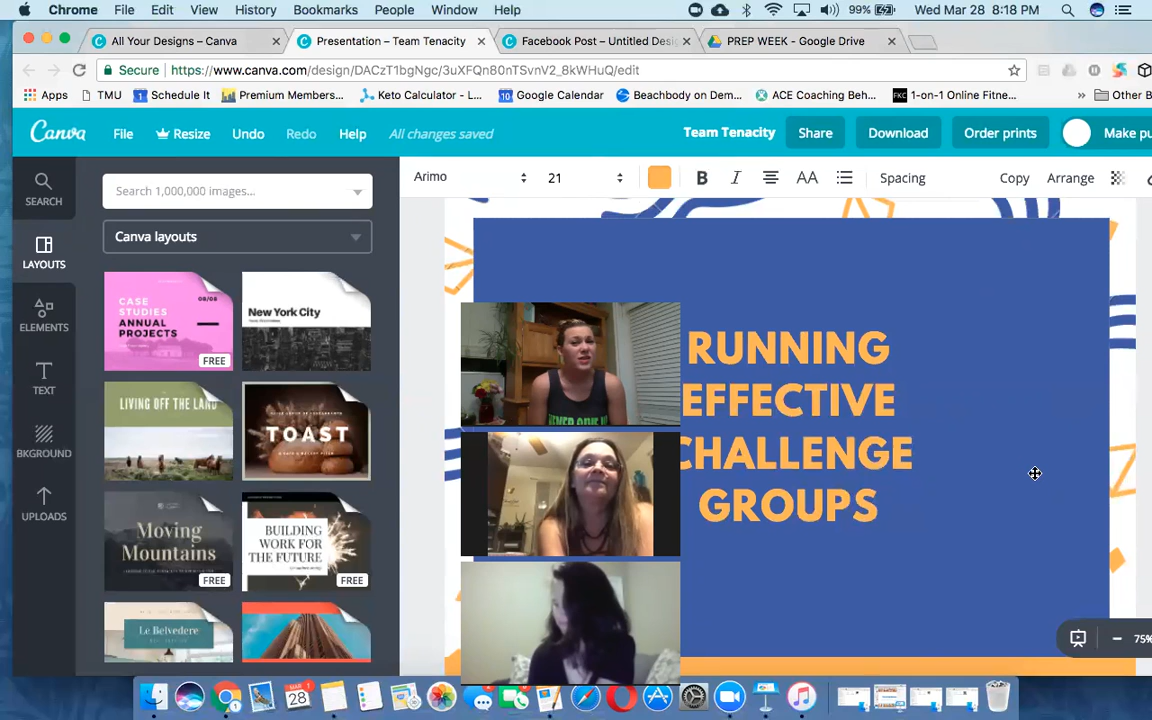 Chrome File Edit View History Bookmarks People Window Help 99% Wed Mar 28 8:18 PM
All Your Designs – Canva Presentation – Team Tenacity Facebook Post – Untitled Desi PREP WEEK - Google Drive
Secure https://www.canva.com/design/DACzT1bgNgc/3uXFQn80nTSvnV2_8kWHuQ/edit
Apps TMU Schedule It Premium Members... Keto Calculator - L... Google Calendar Beachbody on Dem... ACE Coaching Beh... FKC 1-on-1 Online Fitne... » Other B
Canva File Resize Undo Redo Help All changes saved Team Tenacity Share Download Order prints Make pu
SEARCH
LAYOUTS
ELEMENTS
TEXT
BKGROUND
UPLOADS
Search 1,000,000 images...
Canva layouts
CASE
STUDIES
ANNUAL
PROJECTS
08/08
FREE
New York City
LIVING OFF THE LAND
TOAST
Moving
Mountains
FREE
BUILDING
WORK FOR
THE FUTURE
FREE
Le Belvedere
Arimo 21 B I AA Spacing Copy Arrange
RUNNING
EFFECTIVE
CHALLENGE
GROUPS
NEVER GIVE UP
75%
28